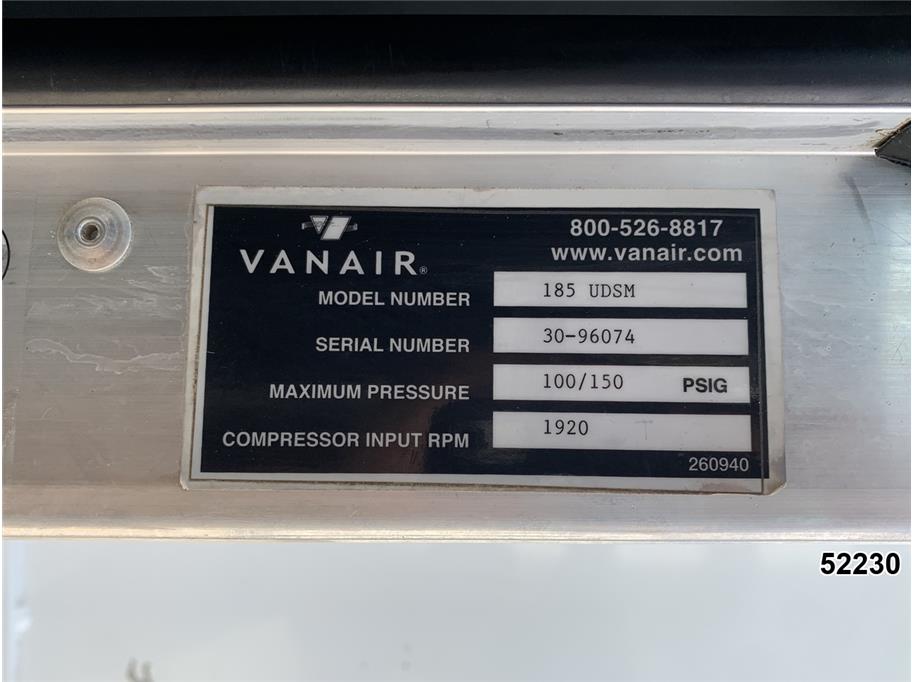 800-526-8817
VANAIR®
www.vanair.com
MODEL NUMBER 185 UDSM
SERIAL NUMBER 30-96074
MAXIMUM PRESSURE 100/150 PSIG
COMPRESSOR INPUT RPM 1920
260940
52230